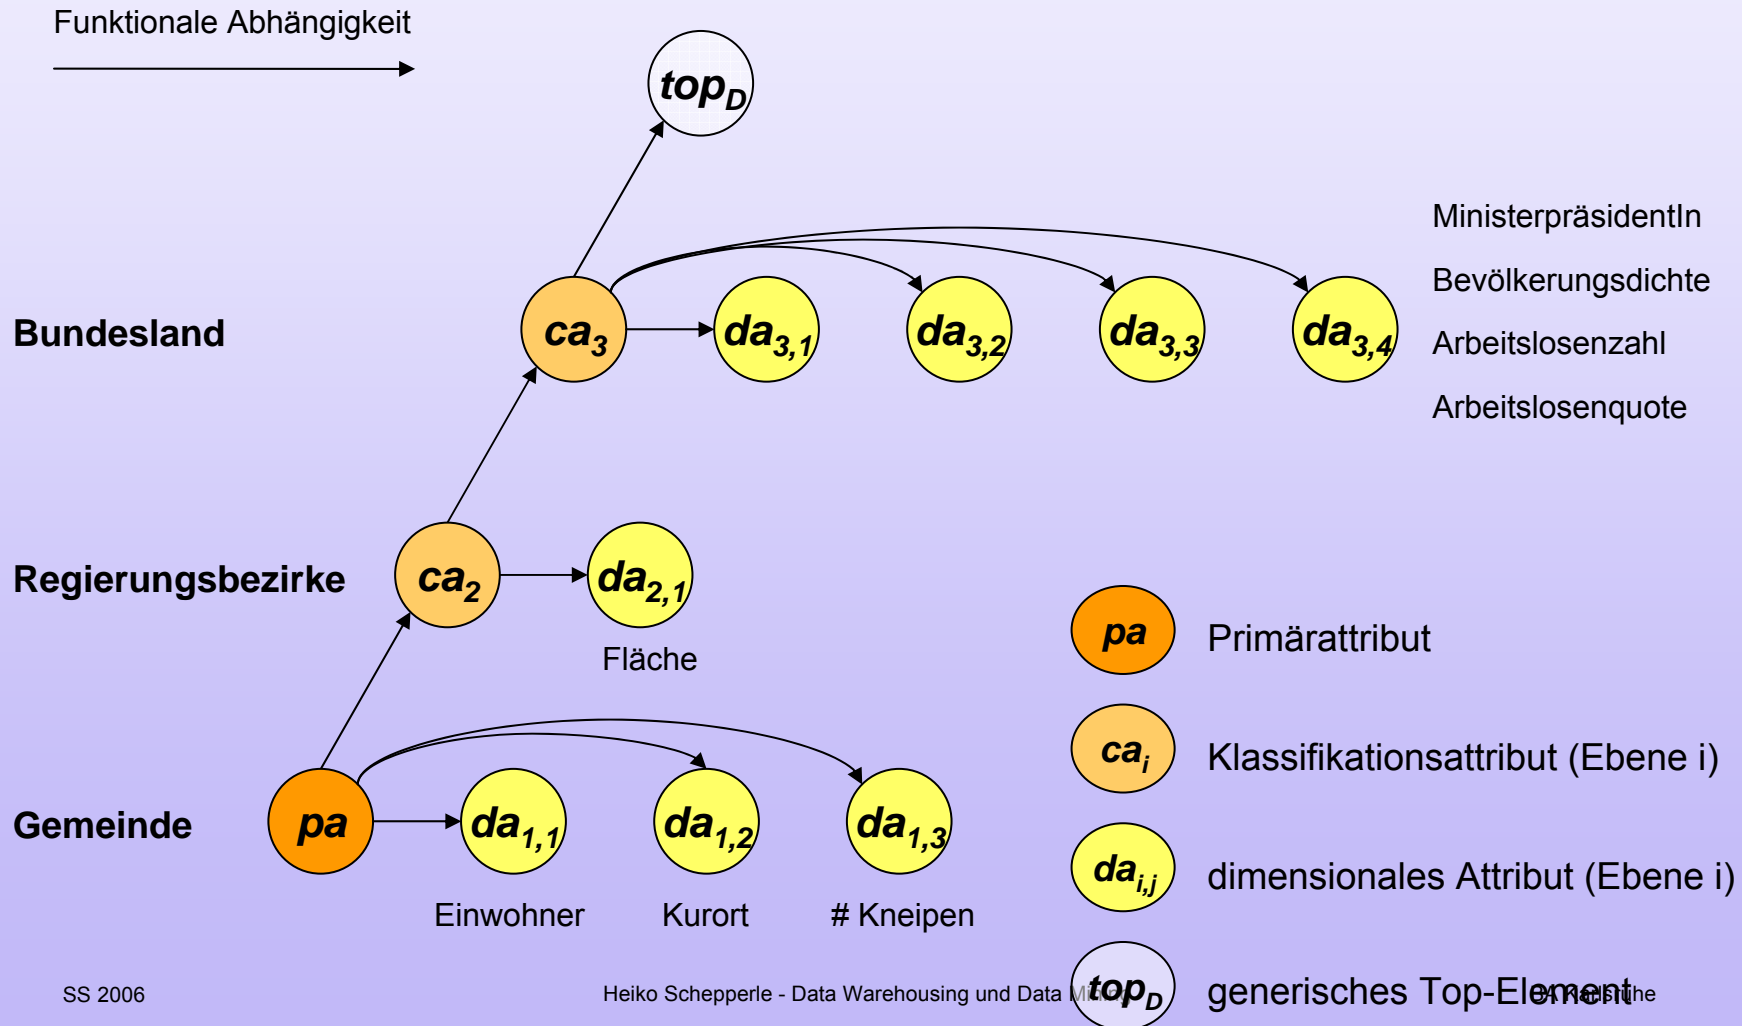 Funktionale Abhängigkeit
top_D
MinisterpräsidentIn
Bevölkerungsdichte
Bundesland ca_3 da_3,1 da_3,2 da_3,3 da_3,4
Arbeitslosenzahl
Arbeitslosenquote
Regierungsbezirke ca_2 da_2,1
Fläche
pa Primärattribut
ca_i Klassifikationsattribut (Ebene i)
Gemeinde pa da_1,1 da_1,2 da_1,3
Einwohner Kurort # Kneipen
da_i,j dimensionales Attribut (Ebene i)
top_D generisches Top-Element
SS 2006 Heiko Schepperle - Data Warehousing und Data Mining Karlsruhe